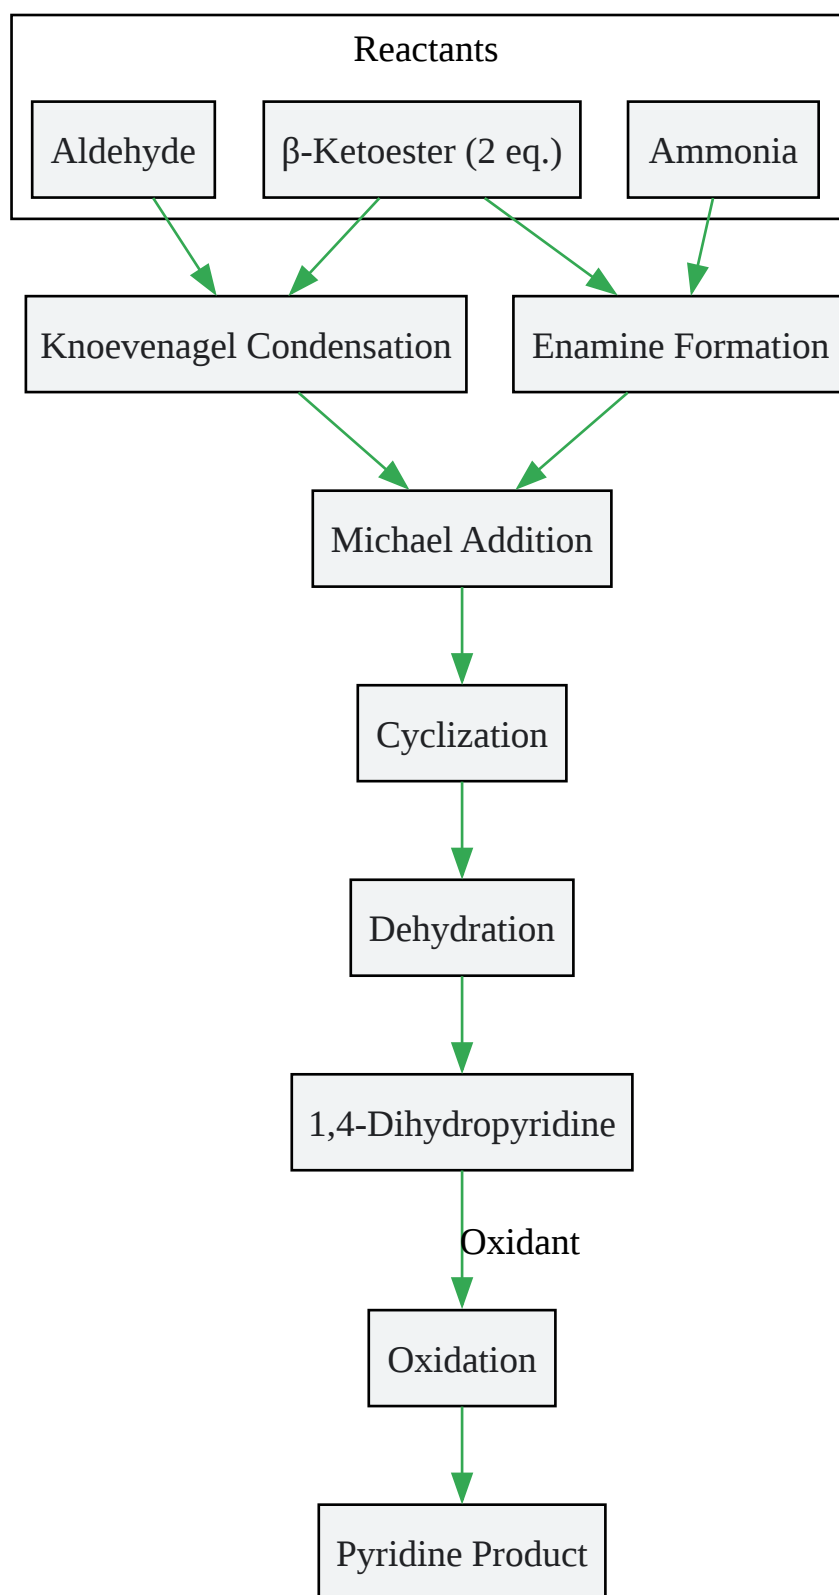 Reactants
Aldehyde
β-Ketoester (2 eq.)
Ammonia
Knoevenagel Condensation
Enamine Formation
Michael Addition
Cyclization
Dehydration
1,4-Dihydropyridine
Oxidant
Oxidation
Pyridine Product